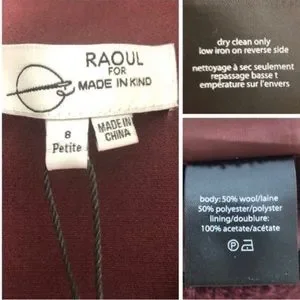 RAOUL
FOR
MADE IN KIND
8
Petite
MADE IN
CHINA
dry clean only
low iron on reverse side
nettoyage à sec seulement
repassage basse t
empérature sur l'envers
body: 50% wool/laine
50% polyester/polyster
lining/doublure:
100% acetate/acétate
P